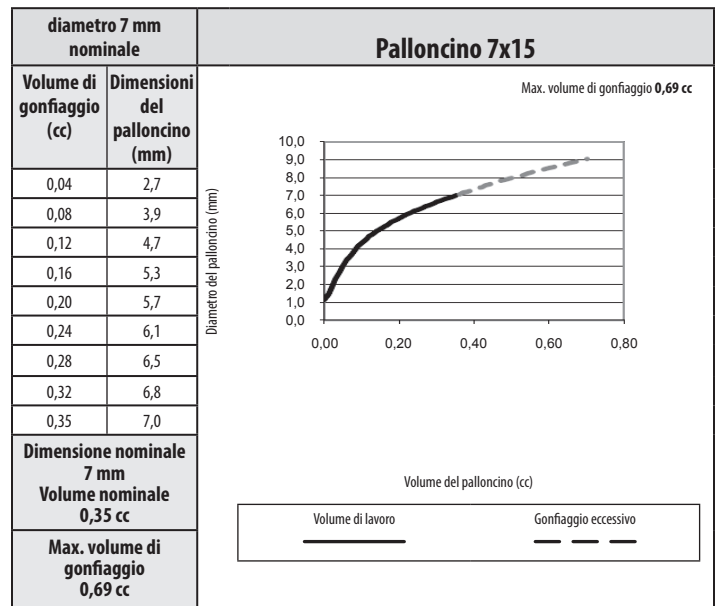 diametro 7 mm
nominale
Palloncino 7x15
Volume di
gonfiaggio
(cc)
Dimensioni
del
palloncino
(mm)
0,04 2,7
0,08 3,9
0,12 4,7
0,16 5,3
0,20 5,7
0,24 6,1
0,28 6,5
0,32 6,8
0,35 7,0
Dimensione nominale
7 mm
Volume nominale
0,35 cc
Max. volume di
gonfiaggio
0,69 cc
Max. volume di gonfiaggio 0,69 cc
Diametro del palloncino (mm)
10,0
9,0
8,0
7,0
6,0
5,0
4,0
3,0
2,0
1,0
0,0
0,00 0,20 0,40 0,60 0,80
Volume del palloncino (cc)
Volume di lavoro
Gonfiaggio eccessivo